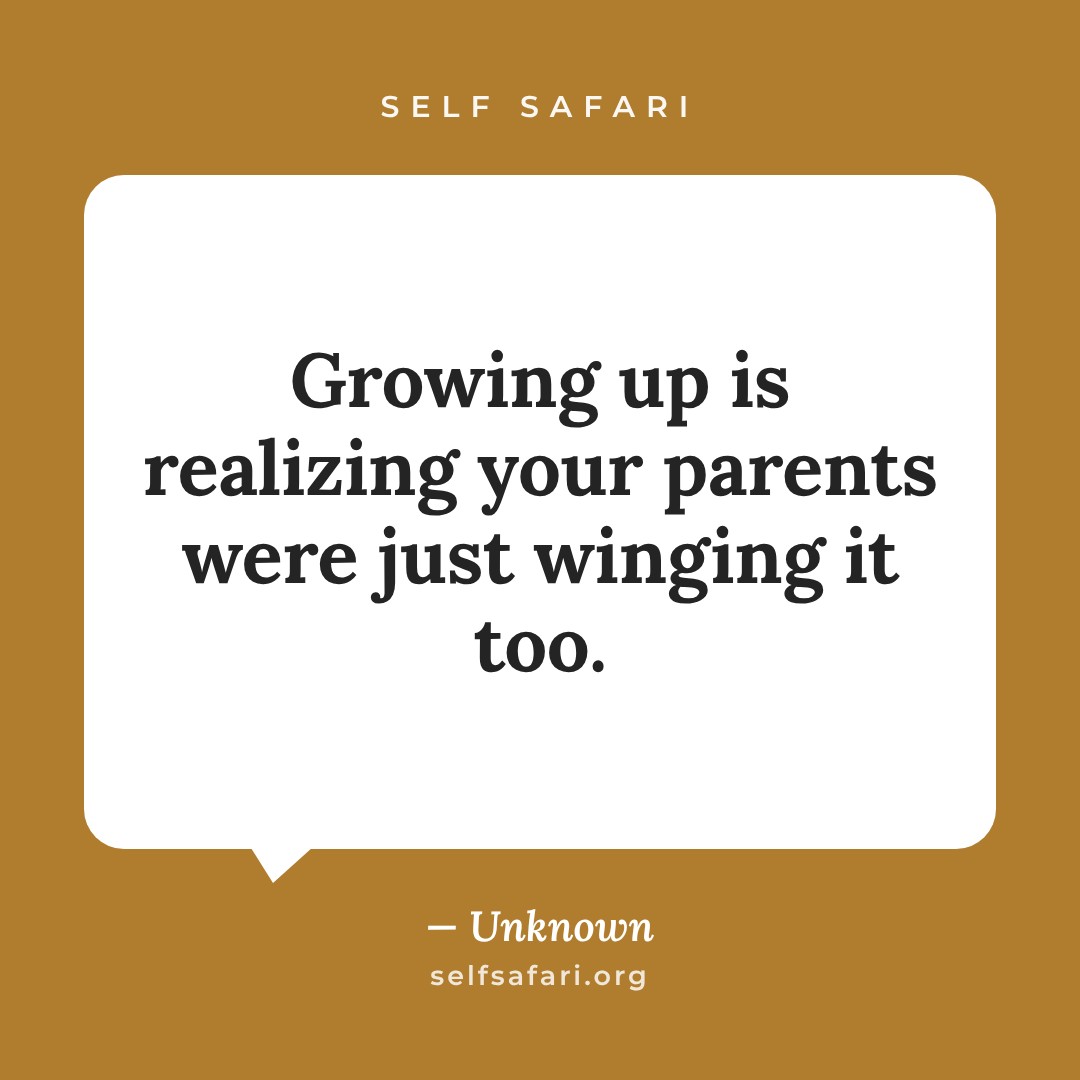 SELF SAFARI
Growing up is
realizing your parents
were just winging it
too.
— Unknown
selfsafari.org